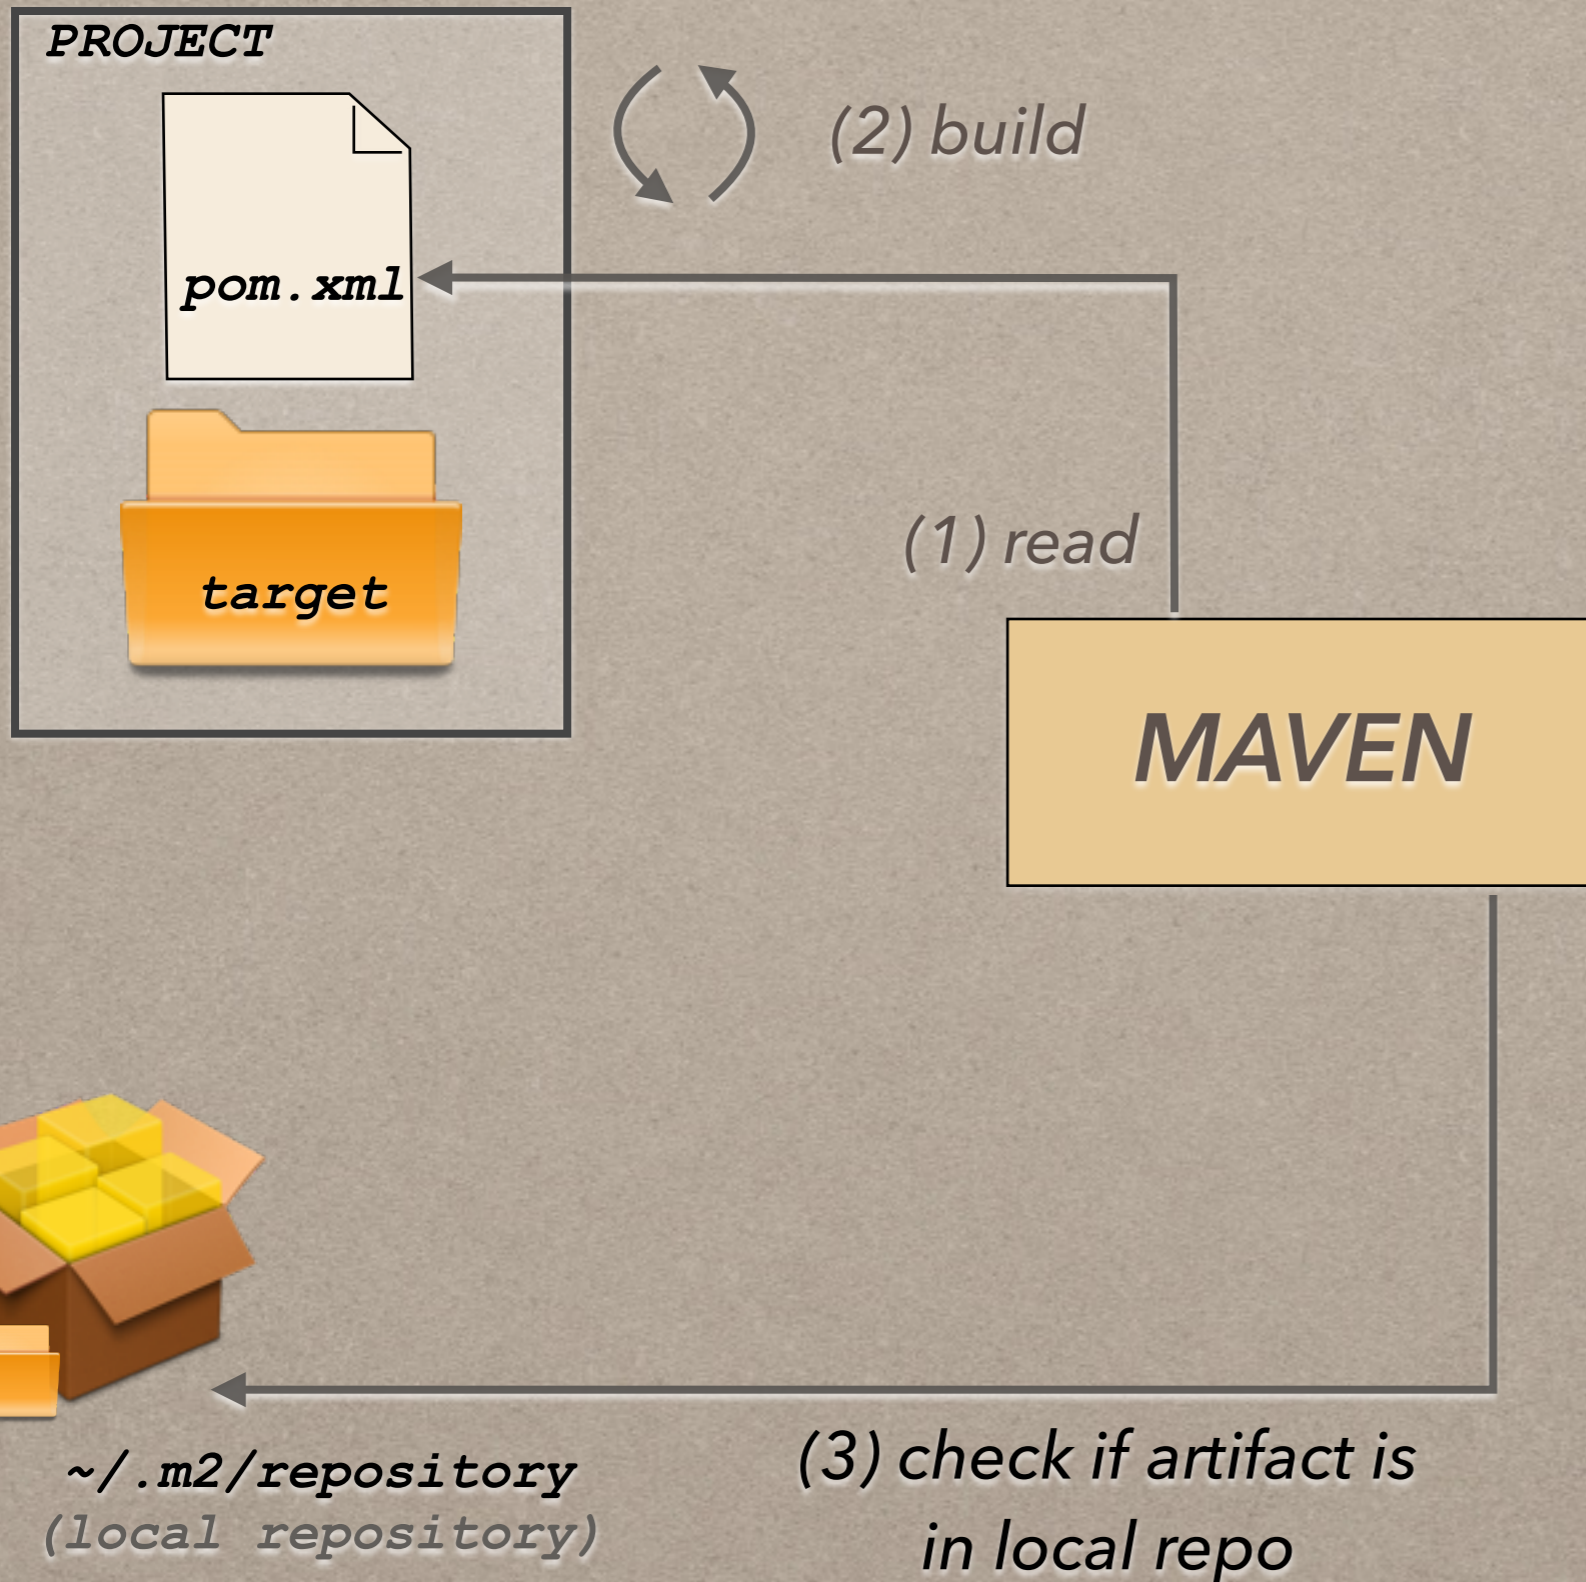 PROJECT
(2) build
pom.xml
(1) read
target
MAVEN
~/.m2/repository
(local repository)
(3) check if artifact is
in local repo